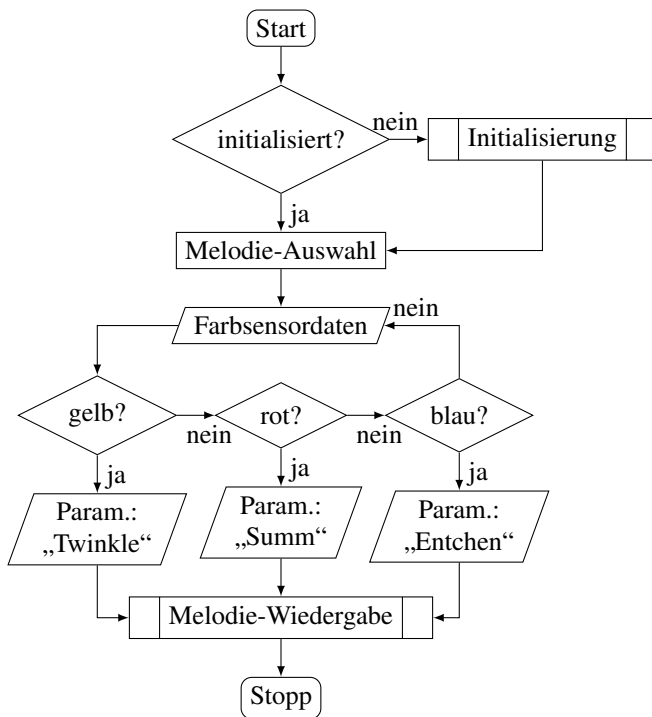 Start
initialisiert?
nein
Initialisierung
ja
Melodie-Auswahl
Farbsensordaten
nein
gelb?
nein
rot?
nein
blau?
ja
ja
ja
Param.:
„Twinkle“
Param.:
„Summ“
Param.:
„Entchen“
Melodie-Wiedergabe
Stopp